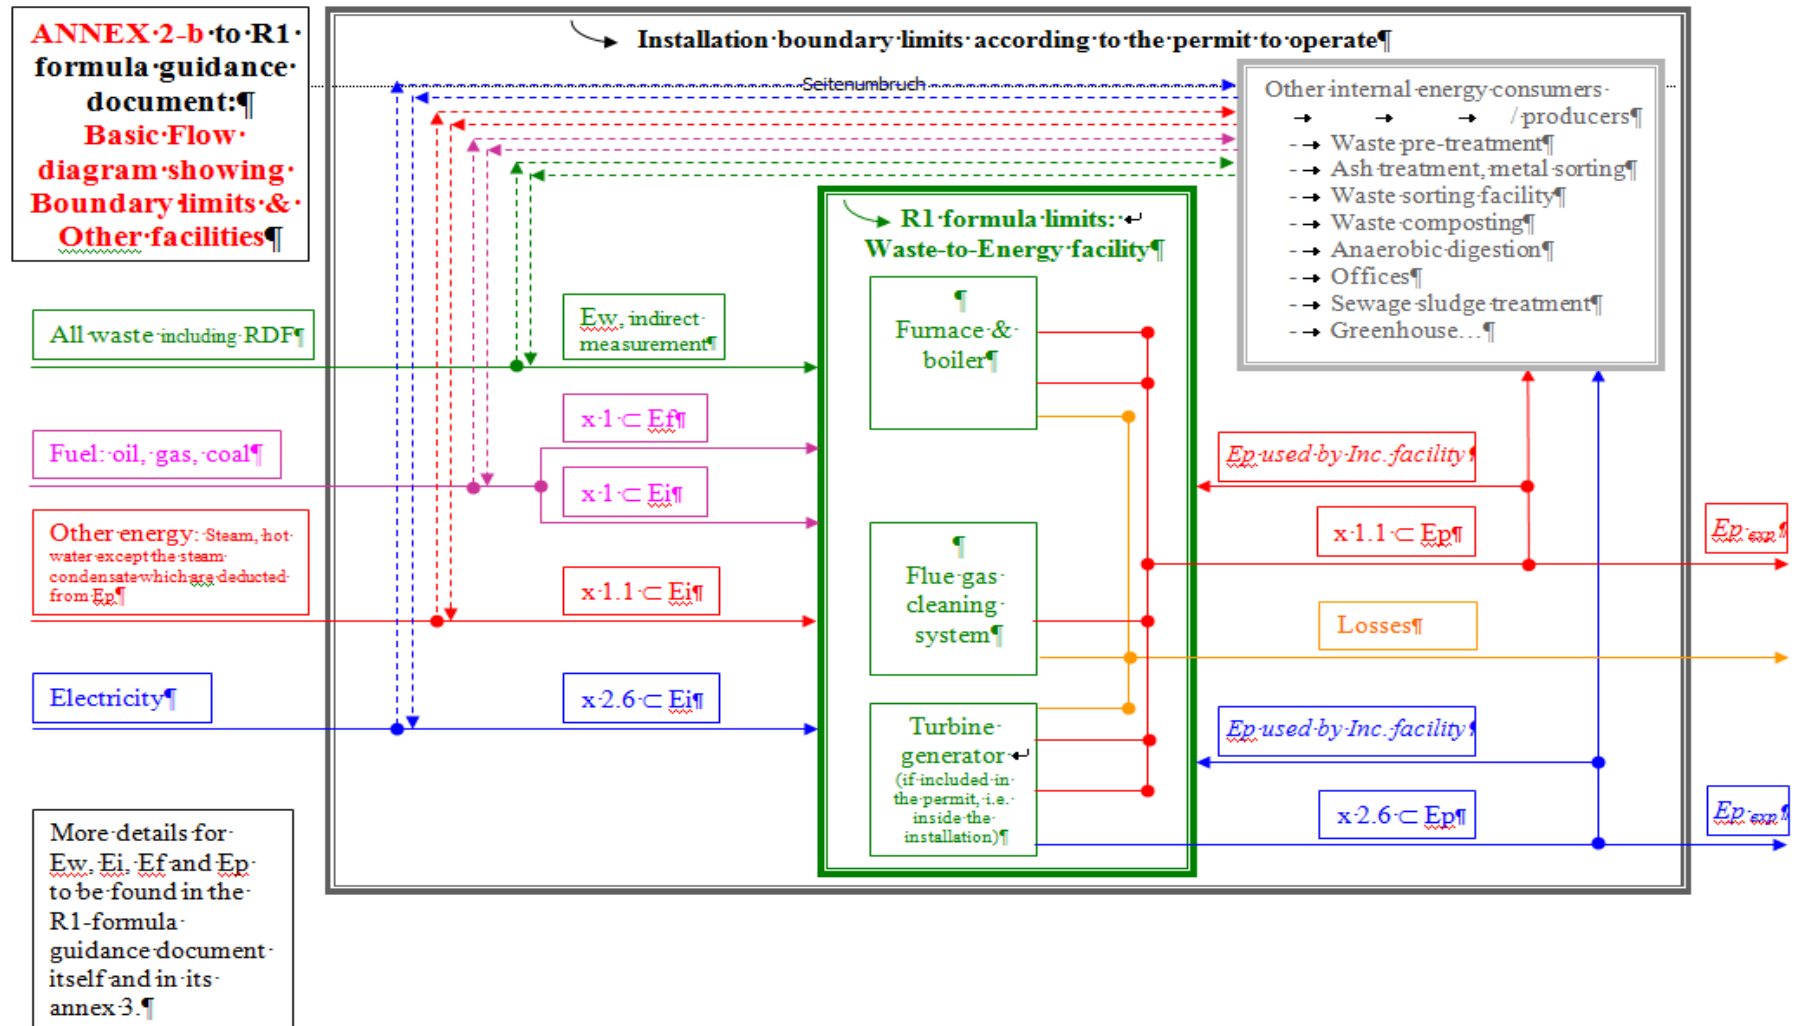 ANNEX 2-b to R1
formula guidance
document:¶
Basic Flow
diagram showing
Boundary limits &
Other facilities¶
Installation boundary limits according to the permit to operate¶
Seitenumbruch
Other internal energy consumers
→ → → / producers¶
- → Waste pre-treatment¶
- → Ash treatment, metal sorting¶
- → Waste sorting facility¶
- → Waste composting¶
- → Anaerobic digestion¶
- → Offices¶
- → Sewage sludge treatment¶
- → Greenhouse…¶
R1 formula limits: ↵
Waste-to-Energy facility¶
All waste including RDF¶
Ew, indirect
measurement¶
¶
Furnace &
boiler¶
x 1 ⊂ Ef¶
Fuel: oil, gas, coal¶
x 1 ⊂ Ei¶
Other energy: Steam, hot
water except the steam
condensate which are deducted
from Ep¶
x 1.1 ⊂ Ei¶
¶
Flue gas
cleaning
system¶
Ep used by Inc. facility¶
x 1.1 ⊂ Ep¶
Ep exp¶
Losses¶
Electricity¶
x 2.6 ⊂ Ei¶
Turbine
generator ↵
(if included in
the permit, i.e.
inside the
installation)¶
Ep used by Inc. facility¶
x 2.6 ⊂ Ep¶
Ep exp¶
More details for
Ew, Ei, Ef and Ep
to be found in the
R1-formula
guidance document
itself and in its
annex 3.¶